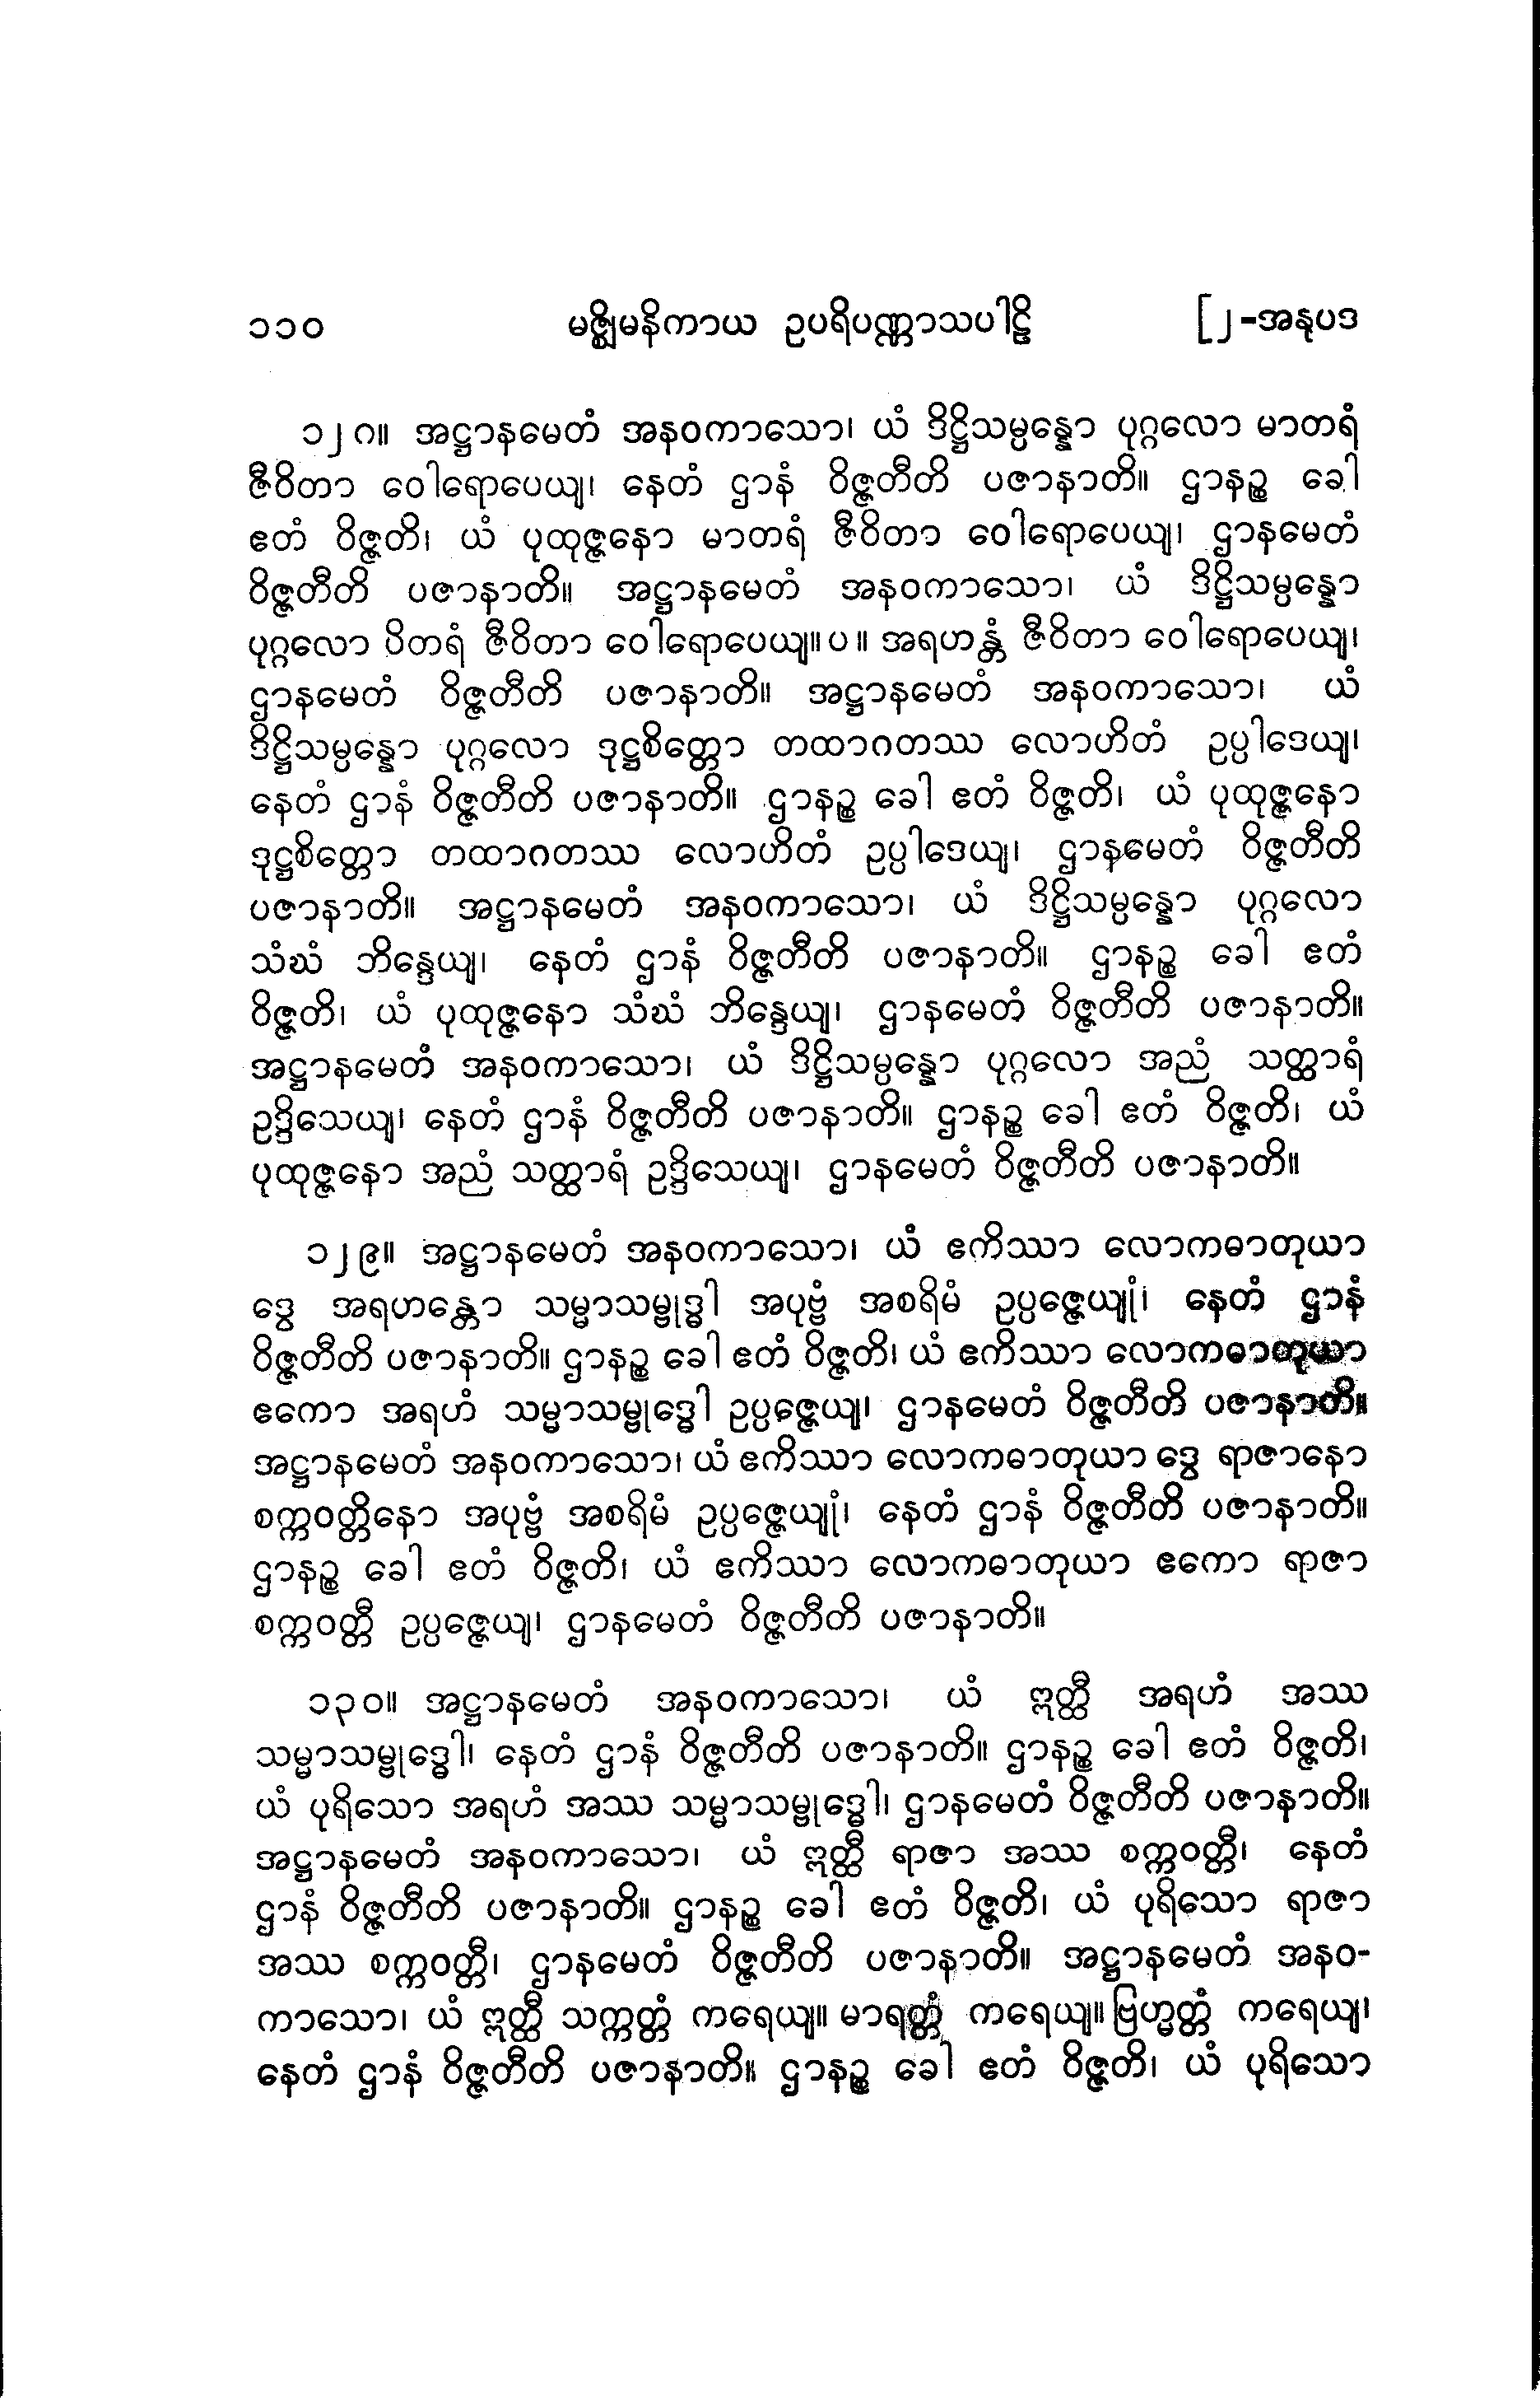 ၁၁၀ မဇ္ဈိမနိကာယ ဥပရိပဏ္ဏာသပါဠိ [၂-အနုပဒ
၁၂၈။ အဋ္ဌာနမေတံ အနဝကာသော၊ ယံ ဒိဋ္ဌိသမ္ပန္နော ပုဂ္ဂလော မာတရံ
ဇီဝိတာ ဝေါရောပေယျ၊ နေတံ ဌာနံ ဝိဇ္ဇတီတိ ပဇာနာတိ။ ဌာနဉ္စ ခေါ
ဧတံ ဝိဇ္ဇတိ၊ ယံ ပုထုဇ္ဇနော မာတရံ ဇီဝိတာ ဝေါရောပေယျ၊ ဌာနမေတံ
ဝိဇ္ဇတီတိ ပဇာနာတိ။ အဋ္ဌာနမေတံ အနဝကာသော၊ ယံ ဒိဋ္ဌိသမ္ပန္နော
ပုဂ္ဂလော ပိတရံ ဇီဝိတာ ဝေါရောပေယျ။ပ။ အရဟန္တံ ဇီဝိတာ ဝေါရောပေယျ၊
ဌာနမေတံ ဝိဇ္ဇတီတိ ပဇာနာတိ။ အဋ္ဌာနမေတံ အနဝကာသော၊ ယံ
ဒိဋ္ဌိသမ္ပန္နော ပုဂ္ဂလော ဒုဋ္ဌစိတ္တော တထာဂတဿ လောဟိတံ ဥပ္ပါဒေယျ၊
နေတံ ဌာနံ ဝိဇ္ဇတီတိ ပဇာနာတိ။ ဌာနဉ္စ ခေါ ဧတံ ဝိဇ္ဇတိ၊ ယံ ပုထုဇ္ဇနော
ဒုဋ္ဌစိတ္တော တထာဂတဿ လောဟိတံ ဥပ္ပါဒေယျ၊ ဌာနမေတံ ဝိဇ္ဇတီတိ
ပဇာနာတိ။ အဋ္ဌာနမေတံ အနဝကာသော၊ ယံ ဒိဋ္ဌိသမ္ပန္နော ပုဂ္ဂလော
သံဃံ ဘိန္ဒေယျ၊ နေတံ ဌာနံ ဝိဇ္ဇတီတိ ပဇာနာတိ။ ဌာနဉ္စ ခေါ ဧတံ
ဝိဇ္ဇတိ၊ ယံ ပုထုဇ္ဇနော သံဃံ ဘိန္ဒေယျ၊ ဌာနမေတံ ဝိဇ္ဇတီတိ ပဇာနာတိ။
အဋ္ဌာနမေတံ အနဝကာသော၊ ယံ ဒိဋ္ဌိသမ္ပန္နော ပုဂ္ဂလော အညံ သတ္ထာရံ
ဥဒ္ဒိသေယျ၊ နေတံ ဌာနံ ဝိဇ္ဇတီတိ ပဇာနာတိ။ ဌာနဉ္စ ခေါ ဧတံ ဝိဇ္ဇတိ၊ ယံ
ပုထုဇ္ဇနော အညံ သတ္ထာရံ ဥဒ္ဒိသေယျ၊ ဌာနမေတံ ဝိဇ္ဇတီတိ ပဇာနာတိ။
၁၂၉။ အဋ္ဌာနမေတံ အနဝကာသော၊ ယံ ဧကိဿာ လောကဓာတုယာ
ဒွေ အရဟန္တော သမ္မာသမ္ဗုဒ္ဓါ အပုဗ္ဗံ အစရိမံ ဥပ္ပဇ္ဇေယျုံ၊ နေတံ ဌာနံ
ဝိဇ္ဇတီတိ ပဇာနာတိ။ ဌာနဉ္စ ခေါ ဧတံ ဝိဇ္ဇတိ၊ ယံ ဧကိဿာ လောကဓာတုယာ
ဧကော အရဟံ သမ္မာသမ္ဗုဒ္ဓေါ ဥပ္ပဇ္ဇေယျ၊ ဌာနမေတံ ဝိဇ္ဇတီတိ ပဇာနာတိ။
အဋ္ဌာနမေတံ အနဝကာသော၊ ယံ ဧကိဿာ လောကဓာတုယာ ဒွေ ရာဇာနော
စက္ကဝတ္တိနော အပုဗ္ဗံ အစရိမံ ဥပ္ပဇ္ဇေယျုံ၊ နေတံ ဌာနံ ဝိဇ္ဇတီတိ ပဇာနာတိ။
ဌာနဉ္စ ခေါ ဧတံ ဝိဇ္ဇတိ၊ ယံ ဧကိဿာ လောကဓာတုယာ ဧကော ရာဇာ
စက္ကဝတ္တီ ဥပ္ပဇ္ဇေယျ၊ ဌာနမေတံ ဝိဇ္ဇတီတိ ပဇာနာတိ။
၁၃၀။ အဋ္ဌာနမေတံ အနဝကာသော၊ ယံ ဣတ္ထီ အရဟံ အဿ
သမ္မာသမ္ဗုဒ္ဓေါ၊ နေတံ ဌာနံ ဝိဇ္ဇတီတိ ပဇာနာတိ။ ဌာနဉ္စ ခေါ ဧတံ ဝိဇ္ဇတိ၊
ယံ ပုရိသော အရဟံ အဿ သမ္မာသမ္ဗုဒ္ဓေါ၊ ဌာနမေတံ ဝိဇ္ဇတီတိ ပဇာနာတိ။
အဋ္ဌာနမေတံ အနဝကာသော၊ ယံ ဣတ္ထီ ရာဇာ အဿ စက္ကဝတ္တီ၊ နေတံ
ဌာနံ ဝိဇ္ဇတီတိ ပဇာနာတိ။ ဌာနဉ္စ ခေါ ဧတံ ဝိဇ္ဇတိ၊ ယံ ပုရိသော ရာဇာ
အဿ စက္ကဝတ္တီ၊ ဌာနမေတံ ဝိဇ္ဇတီတိ ပဇာနာတိ။ အဋ္ဌာနမေတံ အနဝ-
ကာသော၊ ယံ ဣတ္ထီ သက္ကတ္တံ ကရေယျ။ မာရတ္တံ ကရေယျ။ ဗြဟ္မတ္တံ ကရေယျ၊
နေတံ ဌာနံ ဝိဇ္ဇတီတိ ပဇာနာတိ။ ဌာနဉ္စ ခေါ ဧတံ ဝိဇ္ဇတိ၊ ယံ ပုရိသော